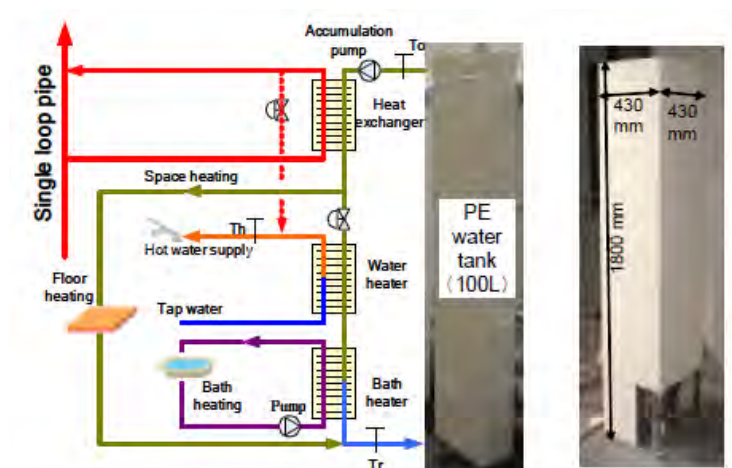 Accumulation
pump
To
Heat
exchanger
Single loop pipe
Space heating
Th
Hot water supply
Water
heater
Floor
heating
Tap water
Bath
heating
Pump
Bath
heater
Tr
PE
water
tank
(100L)
430
mm
430
mm
1800 mm